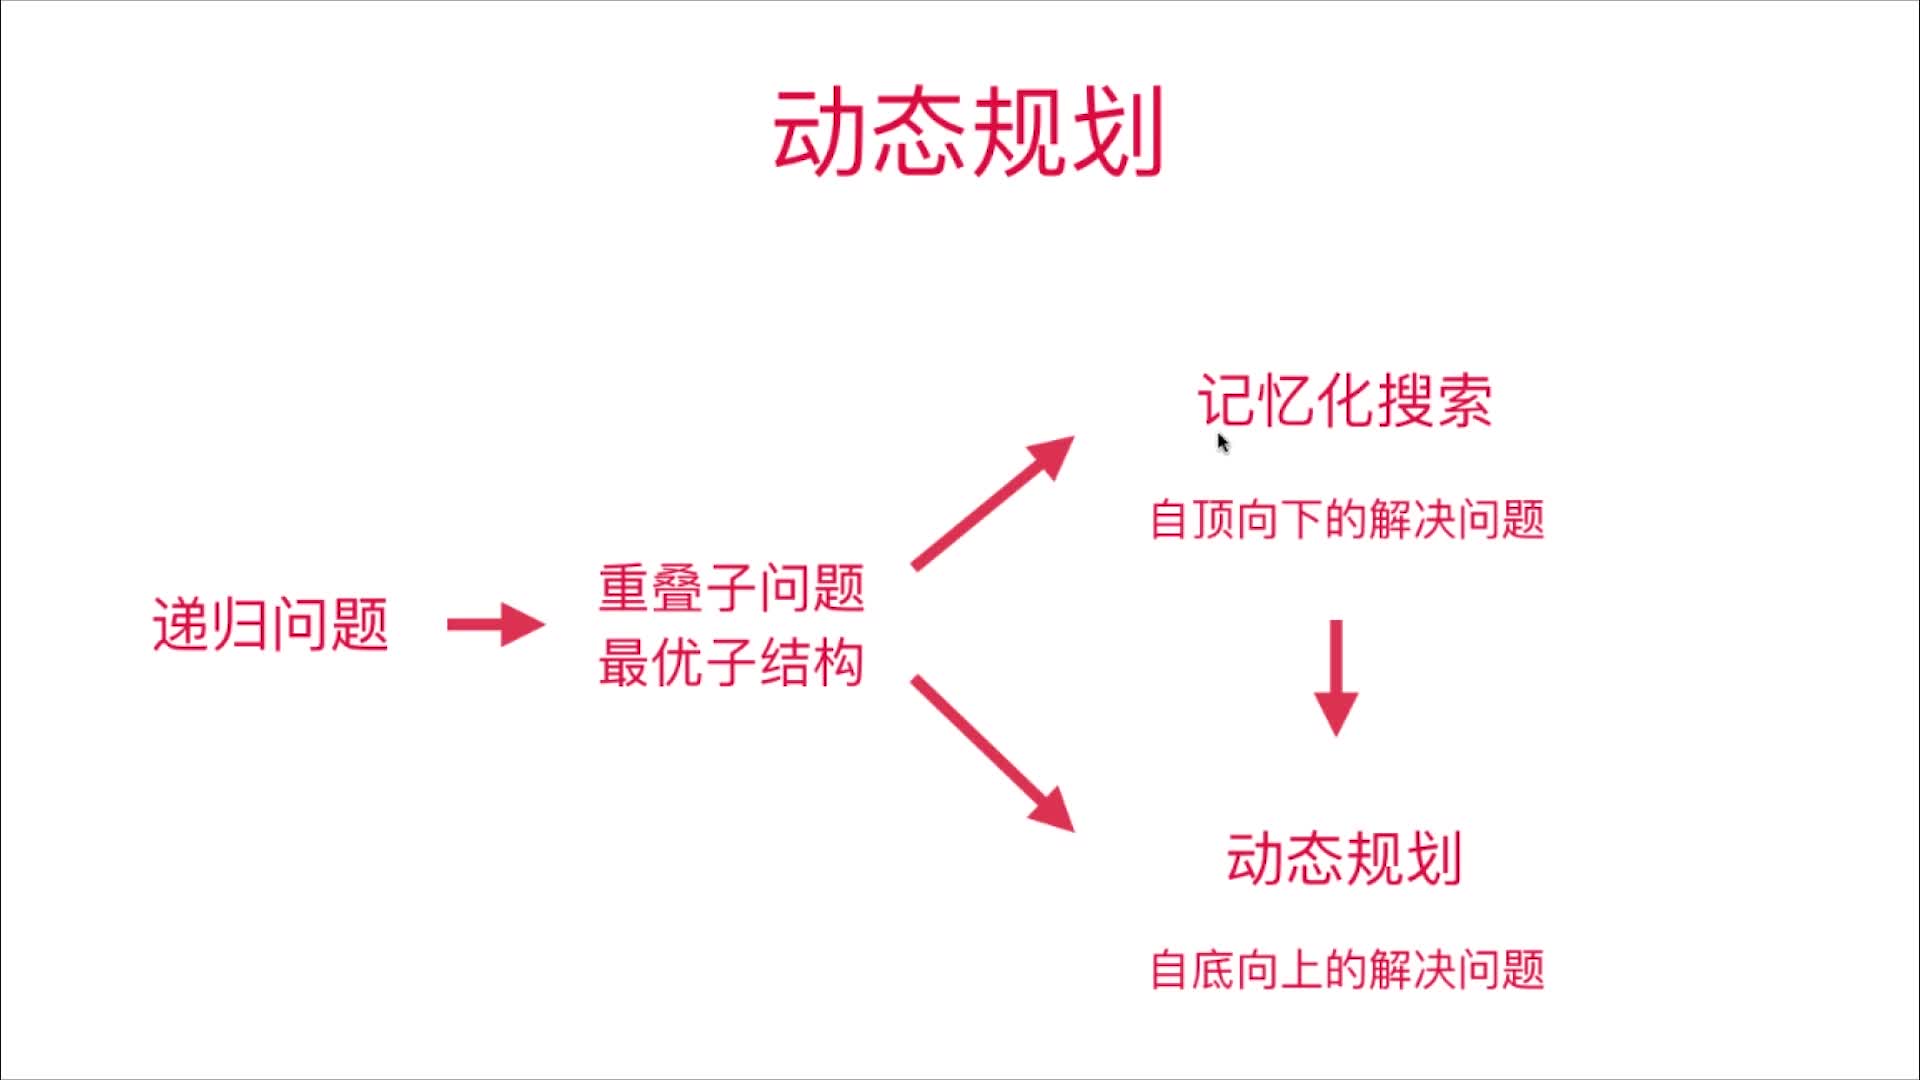 动态规划
递归问题
重叠子问题
最优子结构
记忆化搜索
自顶向下的解决问题
动态规划
自底向上的解决问题